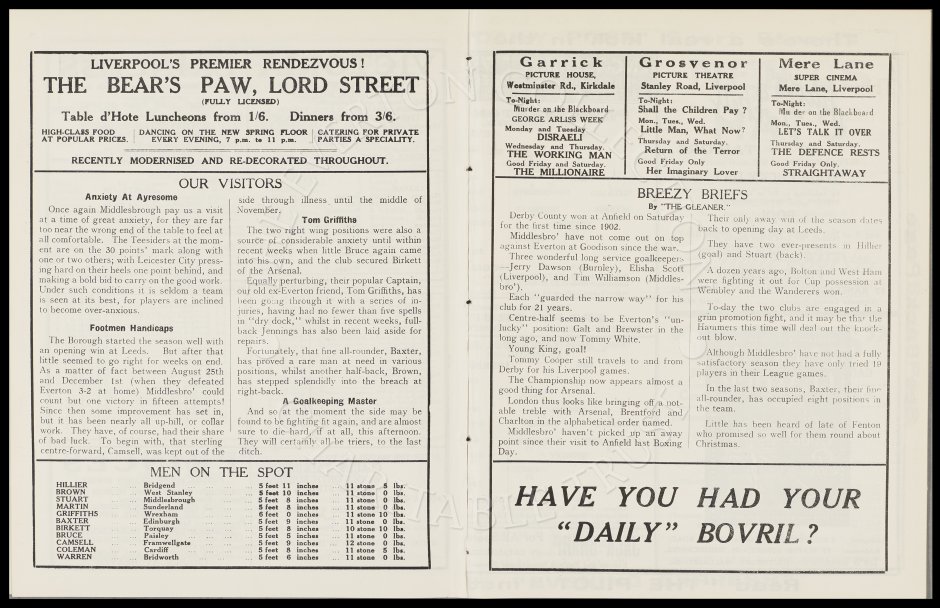 LIVERPOOL'S PREMIER RENDEZVOUS!
THE BEAR'S PAW, LORD STREET
(FULLY LICENSED)
Table d'Hote Luncheons from 1/6. Dinners from 3/6.
HIGH-CLASS FOOD AT POPULAR PRICES.
DANCING ON THE NEW SPRING FLOOR EVERY EVENING, 7 p.m. to 11 p.m.
CATERING FOR PRIVATE PARTIES A SPECIALITY.
RECENTLY MODERNISED AND RE-DECORATED THROUGHOUT.
OUR VISITORS
Anxiety At Ayresome
Once again Middlesbrough pay us a visit
at a time of great anxiety, for they are far
too near the wrong end of the table to feel at
all comfortable. The Teesiders at the mom-
ent are on the 30 points' mark along with
one or two others; with Leicester City press-
ing hard on their heels one point behind, and
making a bold bid to carry on the good work.
Under such conditions it is seldom a team
is seen at its best, for players are inclined
to become over-anxious.
Footmen Handicaps
The Borough started the season well with
an opening win at Leeds. But after that
little seemed to go right for weeks on end.
As a matter of fact between August 25th
and December 1st (when they defeated
Everton 3-2 at home) Middlesbro' could
count but one victory in fifteen attempts!
Since then some improvement has set in,
but it has been nearly all up-hill, or collar
work. They have, of course, had their share
of bad luck. To begin with, that sterling
centre-forward, Camsell, was kept out of the
side through illness until the middle of
November.
Tom Griffiths
The two right wing positions were also a
source of considerable anxiety until within
recent weeks when little Bruce again came
into his own, and the club secured Birkett
of the Arsenal.
Equally perturbing, their popular Captain,
our old ex-Everton friend, Tom Griffiths, has
been going through it with a series of in-
juries, having had no fewer than five spells
in "dry dock," whilst in recent weeks, full-
back Jennings has also been laid aside for
repairs.
Fortunately, that fine all-rounder, Baxter,
has proved a rare man at need in various
positions, whilst another half-back, Brown,
has stepped splendidly into the breach at
right-back.
A Goalkeeping Master
And so at the moment the side may be
found to be fighting fit again, and are almost
sure to die-hard, if at all, this afternoon.
They will certainly all be triers, to the last
ditch.
MEN ON THE SPOT
HILLIER ... Bridgend ... 5 feet 11 inches ... 11 stone 5 lbs.
BROWN ... West Stanley ... 5 feet 10 inches ... 11 stone 0 lbs.
STUART ... Middlesbrough ... 5 feet 8 inches ... 11 stone 0 lbs.
MARTIN ... Sunderland ... 5 feet 8 inches ... 11 stone 0 lbs.
GRIFFITHS ... Wrexham ... 6 feet 0 inches ... 11 stone 10 lbs.
BAXTER ... Edinburgh ... 5 feet 9 inches ... 11 stone 0 lbs.
BIRKETT ... Torquay ... 5 feet 8 inches ... 10 stone 10 lbs.
BRUCE ... Paisley ... 5 feet 5 inches ... 11 stone 0 lbs.
CAMSELL ... Framwellgate ... 5 feet 9 inches ... 12 stone 0 lbs.
COLEMAN ... Cardiff ... 5 feet 8 inches ... 11 stone 5 lbs.
WARREN ... Bridworth ... 5 feet 6 inches ... 11 stone 0 lbs.
Garrick
PICTURE HOUSE,
Westminster Rd., Kirkdale
To-Night:
Murder on the Blackboard
GEORGE ARLISS WEEK
Monday and Tuesday
DISRAELI
Wednesday and Thursday.
THE WORKING MAN
Good Friday and Saturday.
THE MILLIONAIRE
Grosvenor
PICTURE THEATRE
Stanley Road, Liverpool
To-Night:
Shall the Children Pay ?
Mon., Tues., Wed.
Little Man, What Now?
Thursday and Saturday.
Return of the Terror
Good Friday Only
Her Imaginary Lover
Mere Lane
SUPER CINEMA
Mere Lane, Liverpool
To-Night:
Murder on the Blackboard
Mon., Tues., Wed.
LET'S TALK IT OVER
Thursday and Saturday.
THE DEFENCE RESTS
Good Friday Only.
STRAIGHTAWAY
BREEZY BRIEFS
By "THE GLEANER."
Derby County won at Anfield on Saturday
for the first time since 1902.
Middlesbro' have not come out on top
against Everton at Goodison since the war.
Three wonderful long service goalkeepers
—Jerry Dawson (Burnley), Elisha Scott
(Liverpool), and Tim Williamson (Middles-
bro').
Each "guarded the narrow way" for his
club for 21 years.
Centre-half seems to be Everton's "un-
lucky" position: Galt and Brewster in the
long ago, and now Tommy White.
Young King, goal!
Tommy Cooper still travels to and from
Derby for his Liverpool games.
The Championship now appears almost a
good thing for Arsenal.
London thus looks like bringing off a not-
able treble with Arsenal, Brentford and
Charlton in the alphabetical order named.
Middlesbro' haven't picked up an away
point since their visit to Anfield last Boxing
Day.
Their only away win of the season dates
back to opening day at Leeds.
They have two ever-presents in Hillier
(goal) and Stuart (back).
A dozen years ago, Bolton and West Ham
were fighting it out for Cup possession at
Wembley and the Wanderers won.
To-day the two clubs are engaged in a
grim promotion fight, and it may be that the
Hammers this time will deal out the knock-
out blow.
Although Middlesbro' have not had a fully
satisfactory season they have only tried 19
players in their League games.
In the last two seasons, Baxter, their fine
all-rounder, has occupied eight positions in
the team.
Little has been heard of late of Fenton
who promised so well for them round about
Christmas.
HAVE YOU HAD YOUR
"DAILY" BOVRIL?